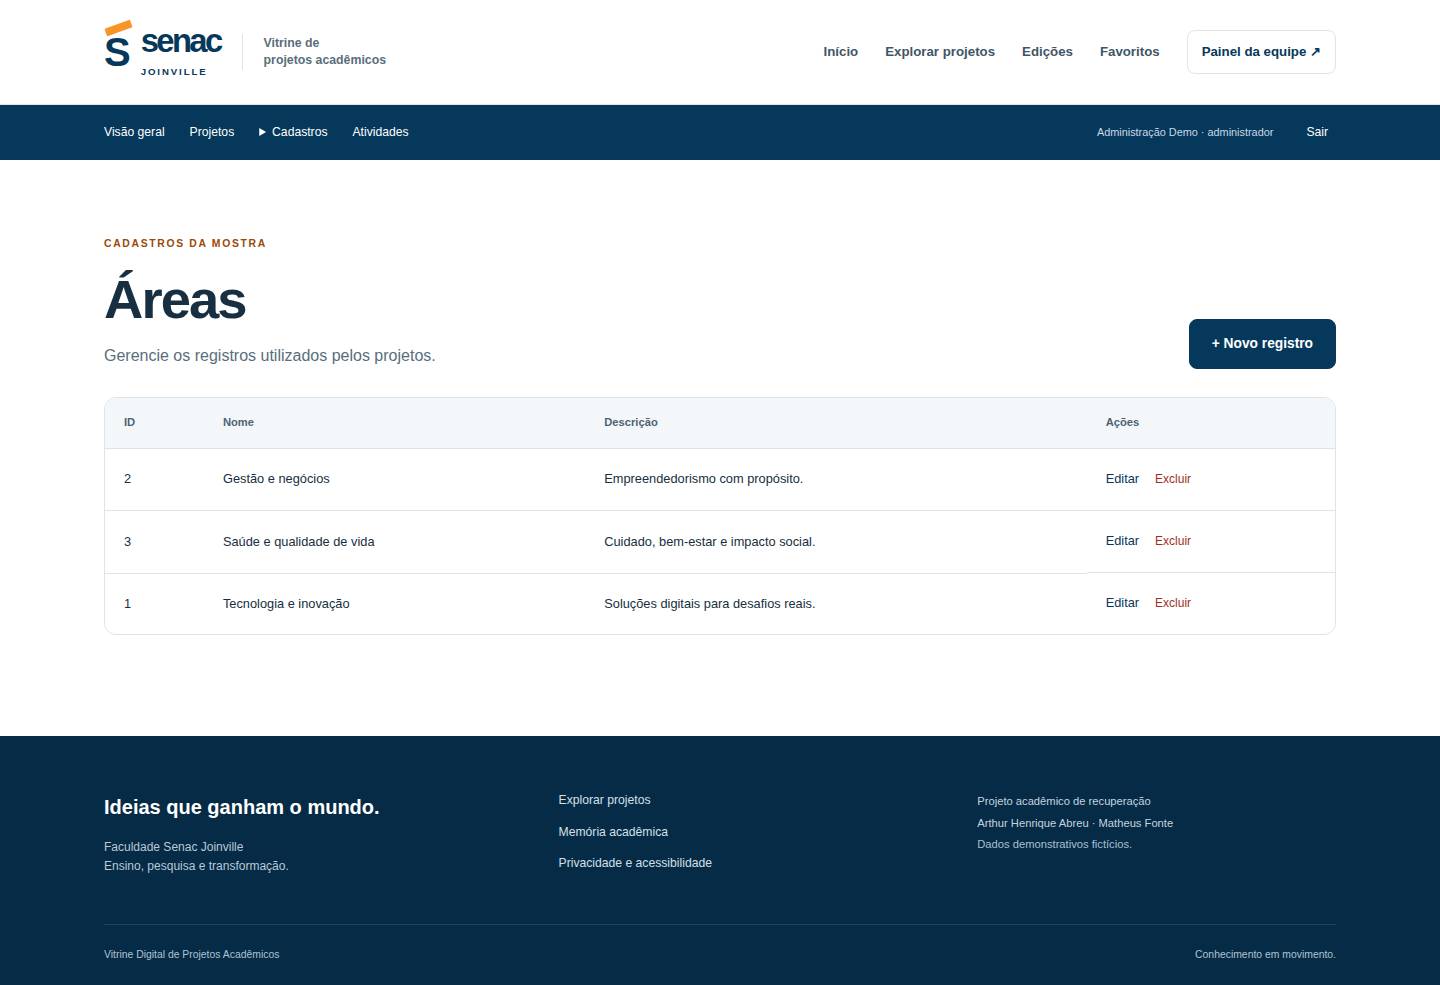 S senac
JOINVILLE
Vitrine de
projetos acadêmicos
Início Explorar projetos Edições Favoritos Painel da equipe ↗
Visão geral Projetos ▶ Cadastros Atividades Administração Demo · administrador Sair
CADASTROS DA MOSTRA
Áreas
Gerencie os registros utilizados pelos projetos.
+ Novo registro
ID Nome Descrição Ações
2 Gestão e negócios Empreendedorismo com propósito. Editar Excluir
3 Saúde e qualidade de vida Cuidado, bem-estar e impacto social. Editar Excluir
1 Tecnologia e inovação Soluções digitais para desafios reais. Editar Excluir
Ideias que ganham o mundo.
Faculdade Senac Joinville
Ensino, pesquisa e transformação.
Explorar projetos
Memória acadêmica
Privacidade e acessibilidade
Projeto acadêmico de recuperação
Arthur Henrique Abreu · Matheus Fonte
Dados demonstrativos fictícios.
Vitrine Digital de Projetos Acadêmicos Conhecimento em movimento.